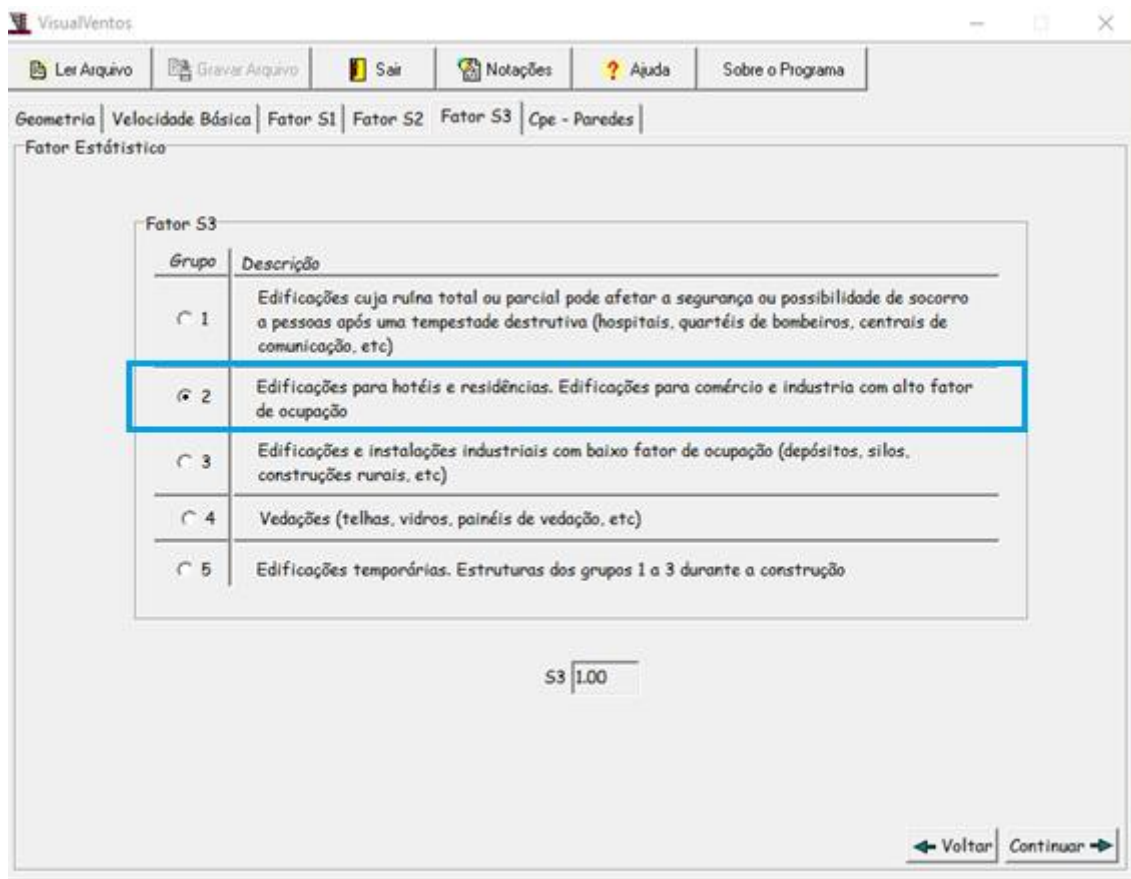 VisualVentos
Ler Arquivo Gravar Arquivo Sair Notações Ajuda Sobre o Programa
Geometria Velocidade Básica Fator S1 Fator S2 Fator S3 Cpe - Paredes
Fator Estátistico
Fator S3
Grupo Descrição
1 Edificações cuja ruína total ou parcial pode afetar a segurança ou possibilidade de socorro
a pessoas após uma tempestade destrutiva (hospitais, quartéis de bombeiros, centrais de
comunicação, etc)
2 Edificações para hotéis e residências. Edificações para comércio e industria com alto fator
de ocupação
3 Edificações e instalações industriais com baixo fator de ocupação (depósitos, silos,
construções rurais, etc)
4 Vedações (telhas, vidros, painéis de vedação, etc)
5 Edificações temporárias. Estruturas dos grupos 1 a 3 durante a construção
S3 1.00
Voltar Continuar